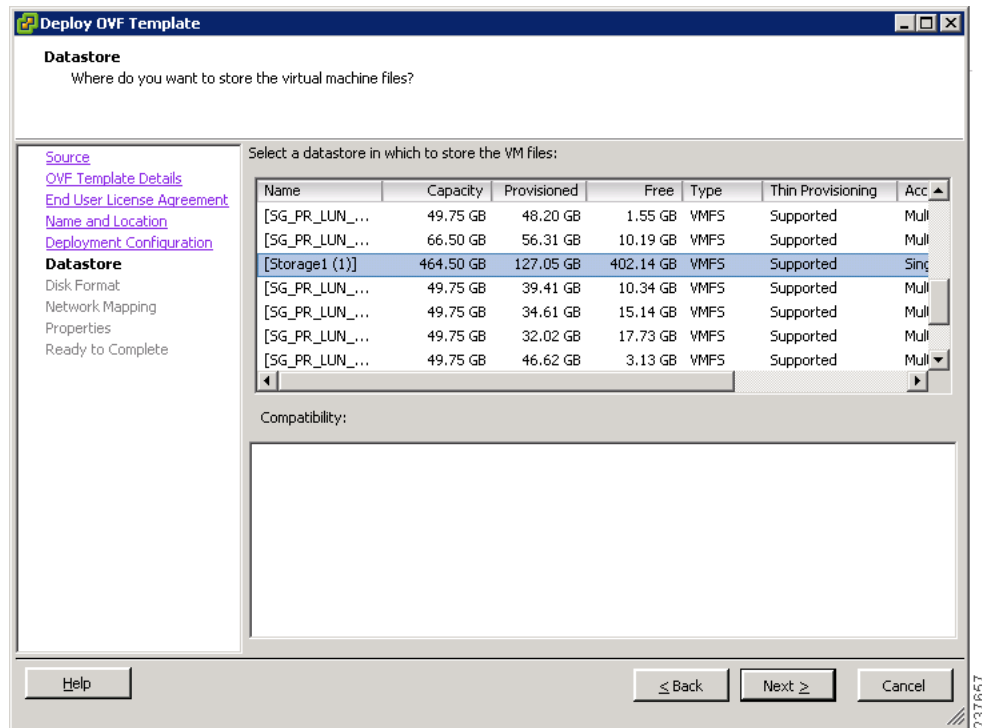 Deploy OVF Template
Datastore
Where do you want to store the virtual machine files?
Source
OVF Template Details
End User License Agreement
Name and Location
Deployment Configuration
Datastore
Disk Format
Network Mapping
Properties
Ready to Complete
Select a datastore in which to store the VM files:
Name Capacity Provisioned Free Type Thin Provisioning Acc
[SG_PR_LUN_... 49.75 GB 48.20 GB 1.55 GB VMFS Supported Mul
[SG_PR_LUN_... 66.50 GB 56.31 GB 10.19 GB VMFS Supported Mul
[Storage1 (1)] 464.50 GB 127.05 GB 402.14 GB VMFS Supported Sing
[SG_PR_LUN_... 49.75 GB 39.41 GB 10.34 GB VMFS Supported Mul
[SG_PR_LUN_... 49.75 GB 34.61 GB 15.14 GB VMFS Supported Mul
[SG_PR_LUN_... 49.75 GB 32.02 GB 17.73 GB VMFS Supported Mul
[SG_PR_LUN_... 49.75 GB 46.62 GB 3.13 GB VMFS Supported Mul
Compatibility:
Help
≤ Back
Next ≥
Cancel
237657